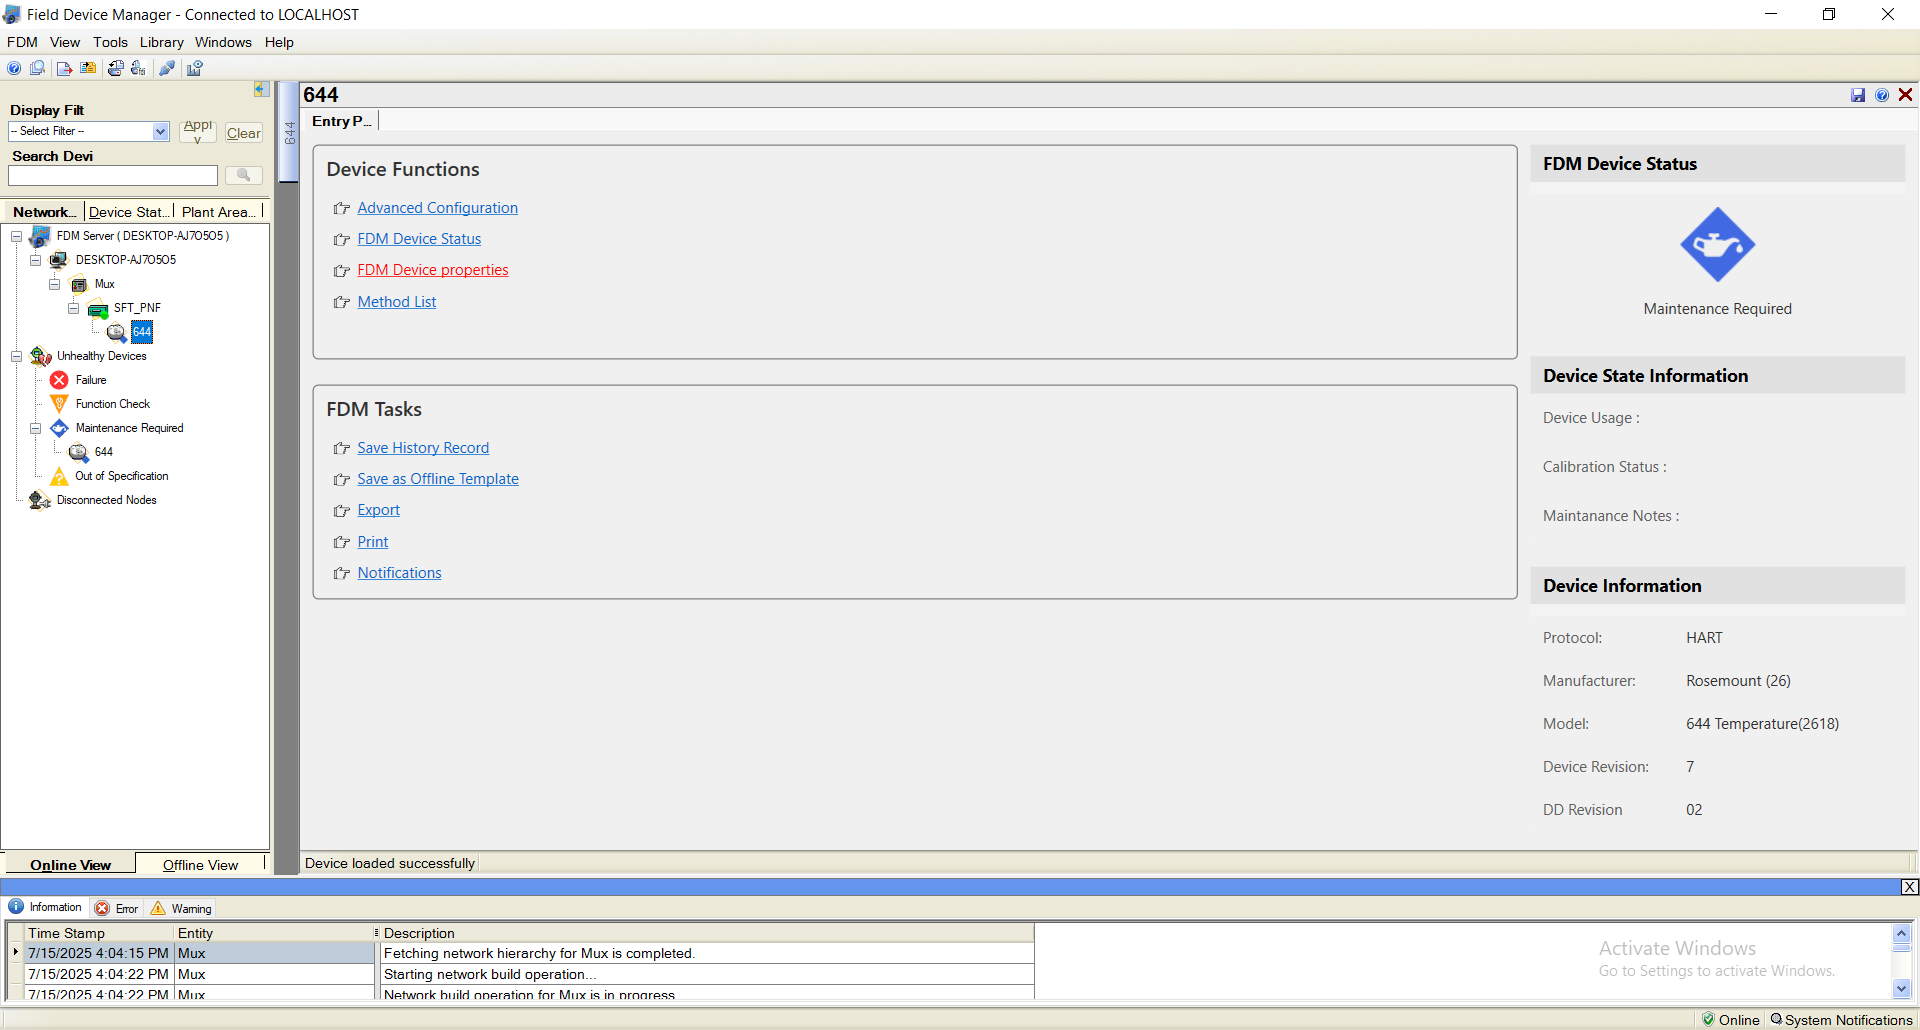 Field Device Manager - Connected to LOCALHOST
FDM View Tools Library Windows Help
Display Filt
-- Select Filter --
Appl
y
Clear
Search Devi
Network... Device Stat... Plant Area...
FDM Server ( DESKTOP-AJ7O5O5 )
DESKTOP-AJ7O5O5
Mux
SFT_PNF
644
Unhealthy Devices
Failure
Function Check
Maintenance Required
644
Out of Specification
Disconnected Nodes
Online View Offline View
644
644
Entry P...
Device Functions
Advanced Configuration
FDM Device Status
FDM Device properties
Method List
FDM Tasks
Save History Record
Save as Offline Template
Export
Print
Notifications
FDM Device Status
Maintenance Required
Device State Information
Device Usage :
Calibration Status :
Maintanance Notes :
Device Information
Protocol: HART
Manufacturer: Rosemount (26)
Model: 644 Temperature(2618)
Device Revision: 7
DD Revision 02
Device loaded successfully
X
Information Error Warning
Time Stamp Entity Description
7/15/2025 4:04:15 PM Mux Fetching network hierarchy for Mux is completed.
7/15/2025 4:04:22 PM Mux Starting network build operation...
7/15/2025 4:04:22 PM Mux Network build operation for Mux is in progress
Activate Windows
Go to Settings to activate Windows.
Online System Notifications